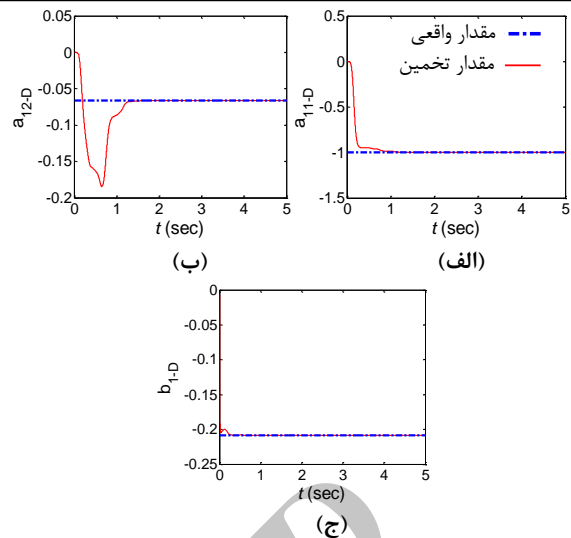 مقدار واقعی
مقدار تخمین
0.5
0
-0.5
-1
-1.5
a11-D
0 1 2 3 4 5
t (sec)
(الف)
0.05
0
-0.05
-0.1
-0.15
-0.2
a12-D
0 1 2 3 4 5
t (sec)
(ب)
0
-0.05
-0.1
-0.15
-0.2
-0.25
b1-D
0 1 2 3 4 5
t (sec)
(ج)